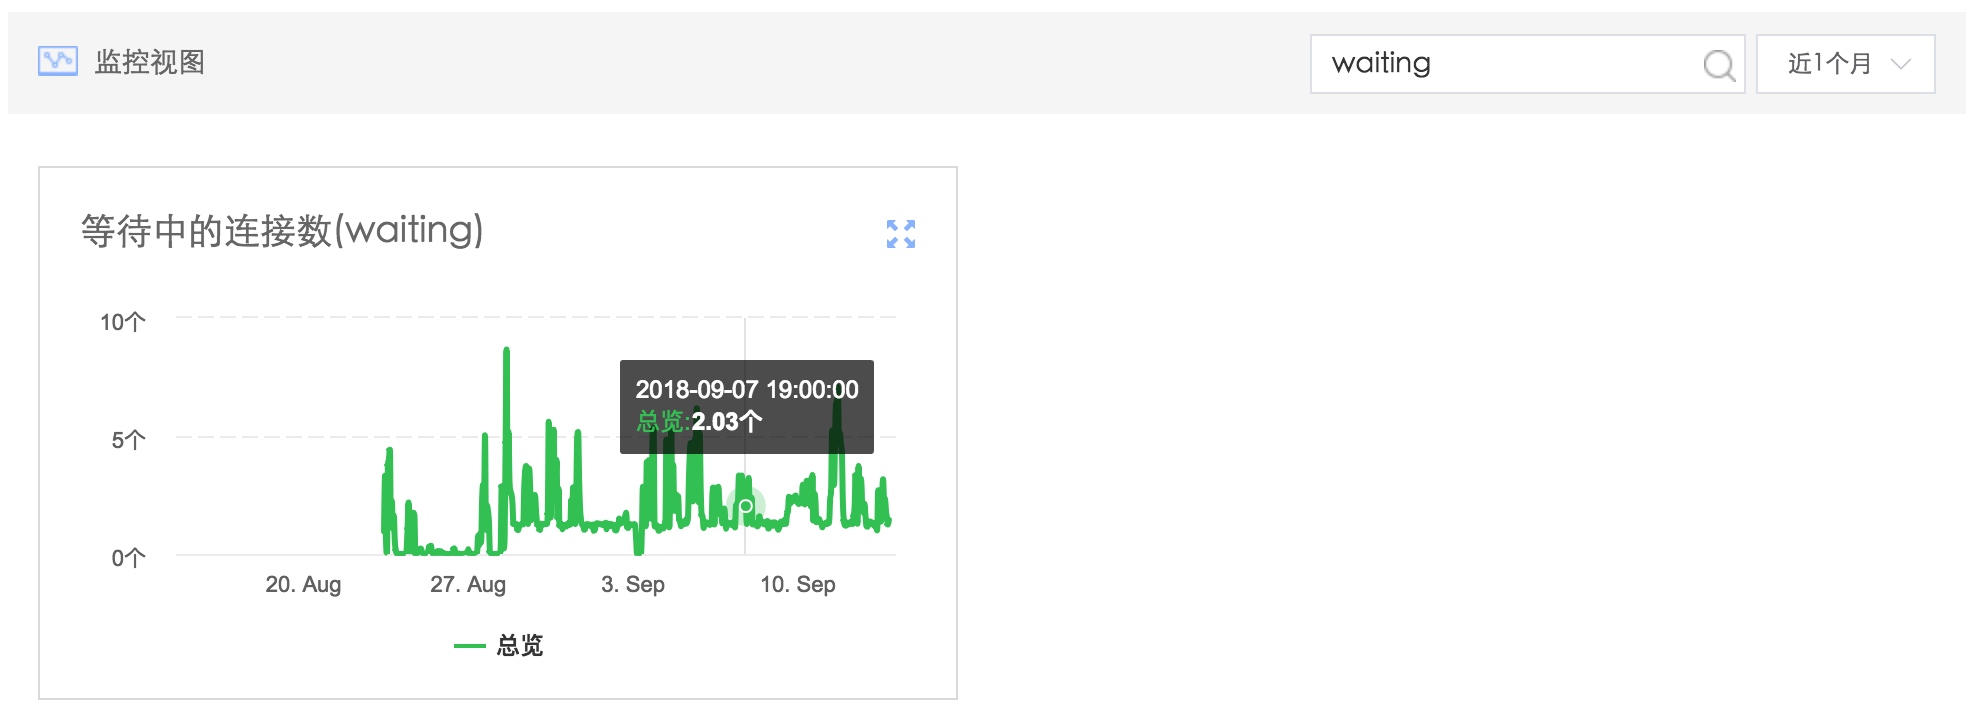 监控视图
waiting
近1个月
等待中的连接数(waiting)
10个
5个
0个
2018-09-07 19:00:00
总览:2.03个
20. Aug
27. Aug
3. Sep
10. Sep
总览